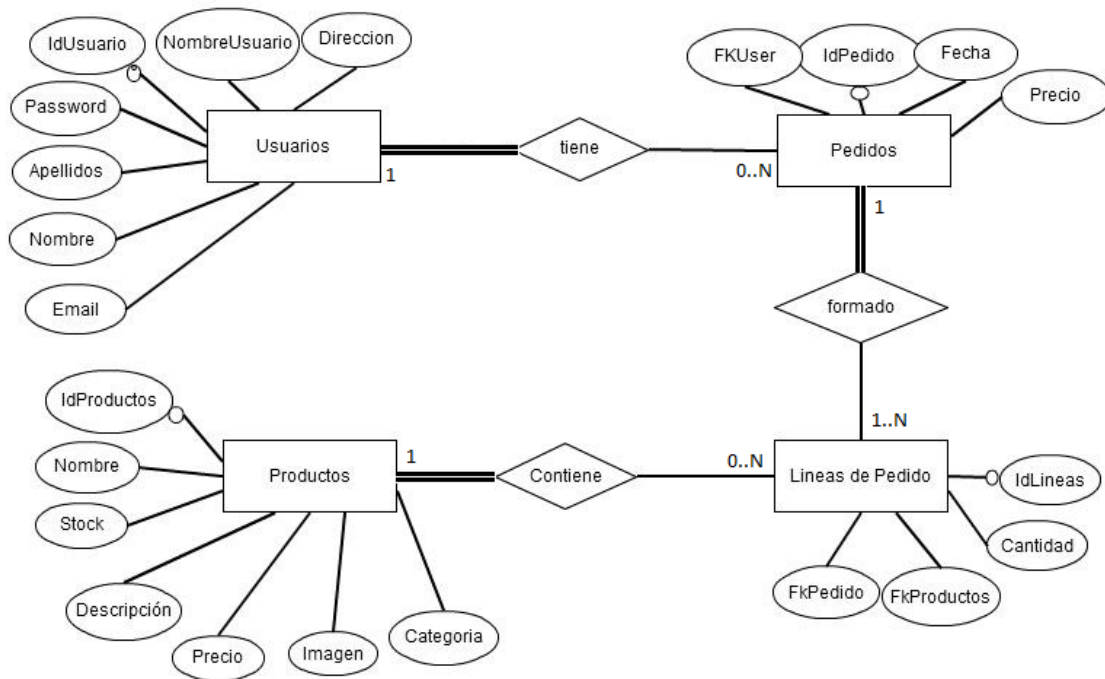 IdUsuario
NombreUsuario
Direccion
FKUser
IdPedido
Fecha
Password
Precio
Usuarios
tiene
Pedidos
Apellidos
1
0..N
1
Nombre
Email
formado
IdProductos
1..N
Nombre
Productos
1
Contiene
0..N
Lineas de Pedido
IdLineas
Stock
Cantidad
Descripción
FkPedido
FkProductos
Precio
Imagen
Categoria